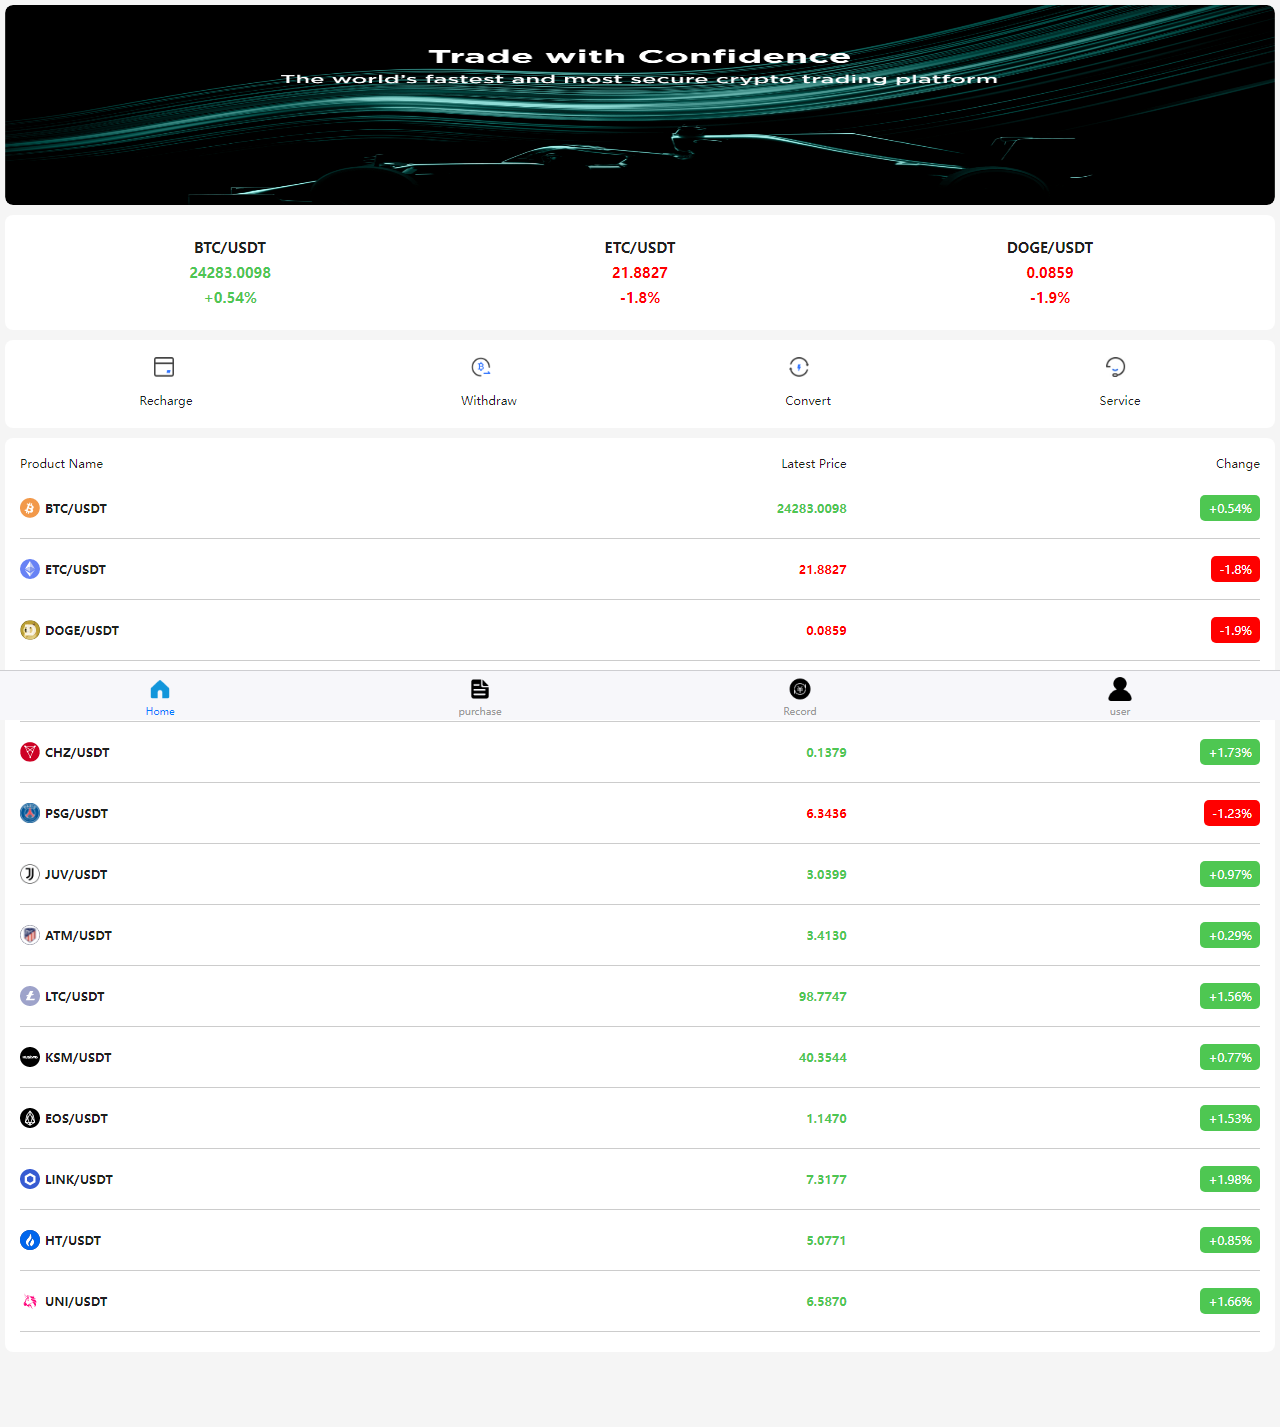 Trade with Confidence
The world's fastest and most secure crypto trading platform
BTC/USDT ETC/USDT DOGE/USDT
24283.0098 21.8827 0.0859
+0.54% -1.8% -1.9%
Recharge Withdraw Convert Service
Product Name Latest Price Change
BTC/USDT 24283.0098 +0.54%
ETC/USDT 21.8827 -1.8%
DOGE/USDT 0.0859 -1.9%
Home purchase Record user
CHZ/USDT 0.1379 +1.73%
PSG/USDT 6.3436 -1.23%
JUV/USDT 3.0399 +0.97%
ATM/USDT 3.4130 +0.29%
LTC/USDT 98.7747 +1.56%
KSM/USDT 40.3544 +0.77%
EOS/USDT 1.1470 +1.53%
LINK/USDT 7.3177 +1.98%
HT/USDT 5.0771 +0.85%
UNI/USDT 6.5870 +1.66%